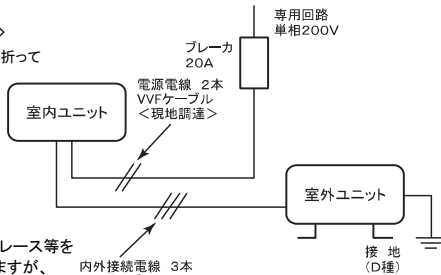 専用回路
単相200V
ブレーカ
20A
折って
電源電線 2本
VVFケーブル
<現地調達>
室内ユニット
室外ユニット
レース等を
ますが、
内外接続電線 3本
接 地
(D種)